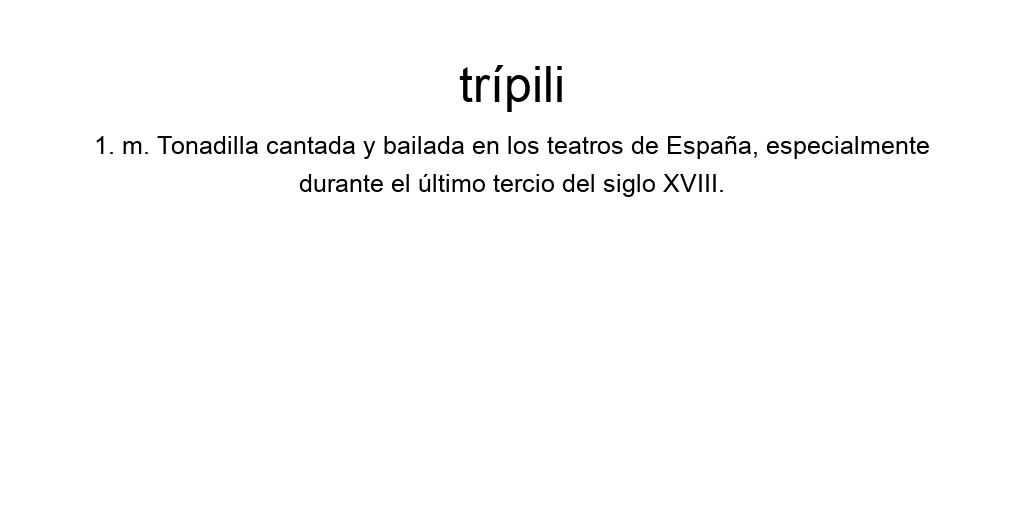 trípili
1. m. Tonadilla cantada y bailada en los teatros de España, especialmente
durante el último tercio del siglo XVIII.